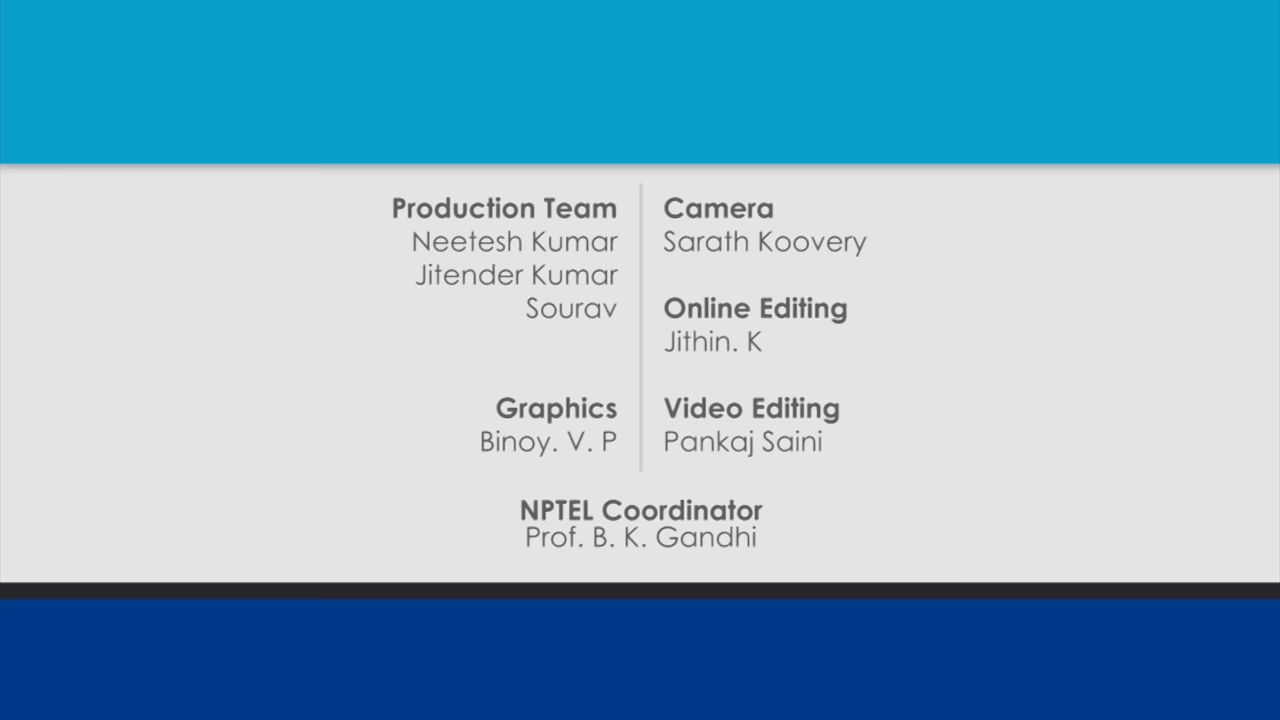 Production Team
Neetesh Kumar
Jitender Kumar
Sourav
Graphics
Binoy. V. P
Camera
Sarath Koovery
Online Editing
Jithin. K
Video Editing
Pankaj Saini
NPTEL Coordinator
Prof. B. K. Gandhi